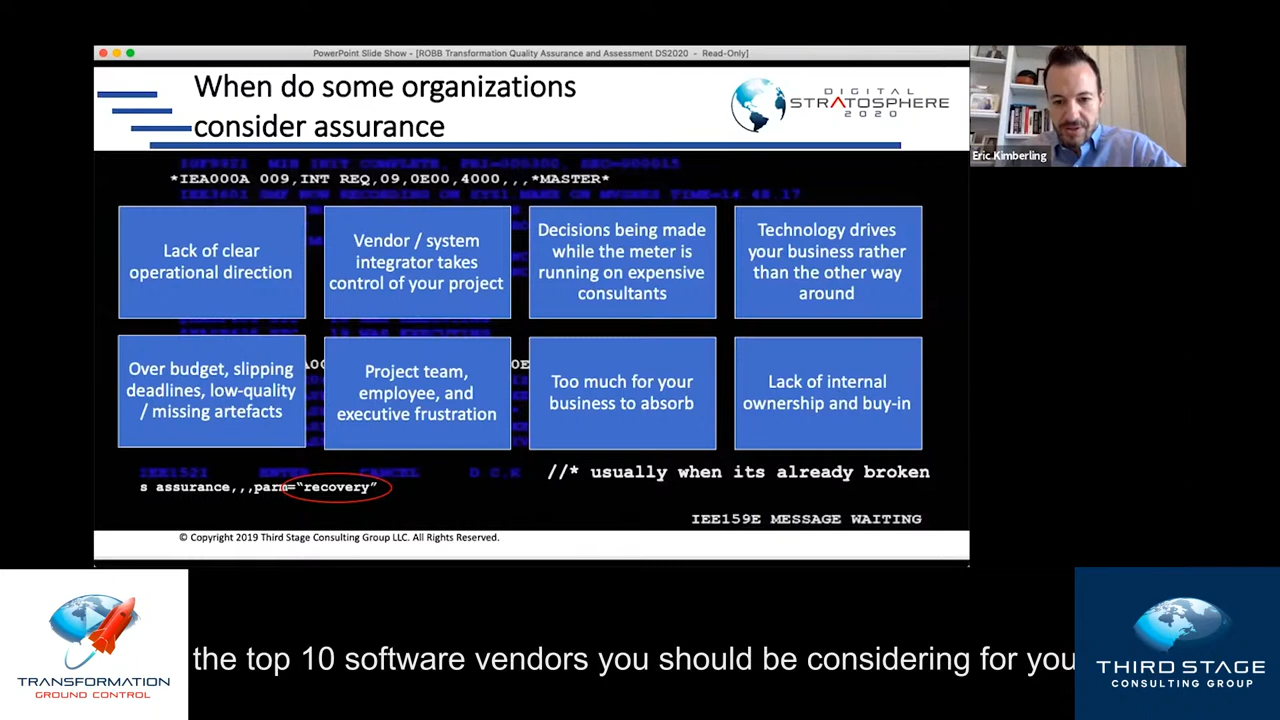 PowerPoint Slide Show - [ROBB Transformation Quality Assurance and Assessment DS2020 - Read-Only]
When do some organizations
consider assurance
DIGITAL
STRATOSPHERE
2020
Eric Kimberling
*IEA000A 009,INT REQ,09,0E00,4000,,,*MASTER*
Lack of clear
operational direction
Vendor / system
integrator takes
control of your project
Decisions being made
while the meter is
running on expensive
consultants
Technology drives
your business rather
than the other way
around
Over budget, slipping
deadlines, low-quality
/ missing artefacts
Project team,
employee, and
executive frustration
Too much for your
business to absorb
Lack of internal
ownership and buy-in
IEE152I ENTER CANCEL D C,K
//* usually when its already broken
s assurance,,,parm="recovery"
IEE159E MESSAGE WAITING
© Copyright 2019 Third Stage Consulting Group LLC. All Rights Reserved.
TRANSFORMATION
GROUND CONTROL
the top 10 software vendors you should be considering for you
THIRD STAGE
CONSULTING GROUP